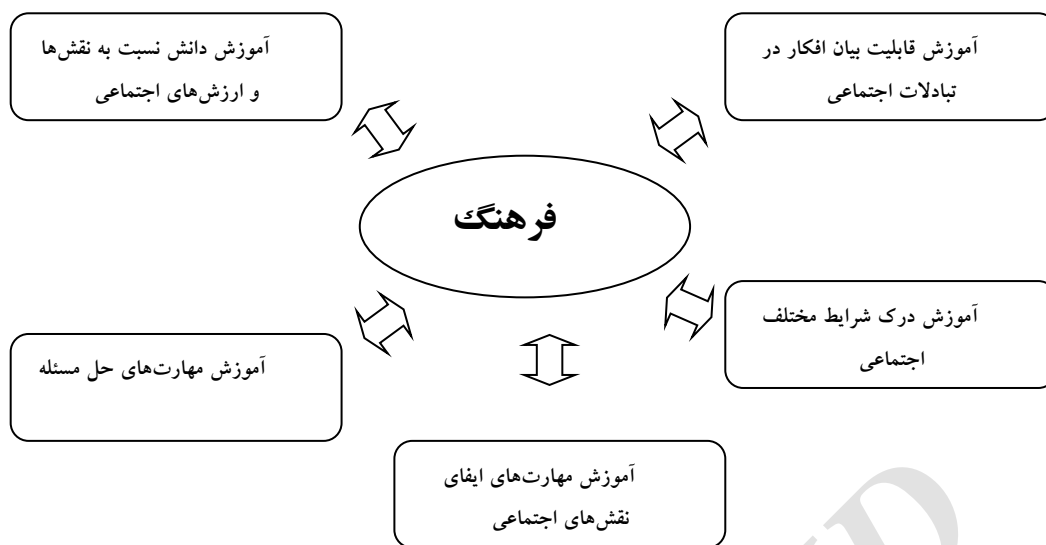 آموزش قابلیت بیان افکار در
تبادلات اجتماعی
آموزش دانش نسبت به نقش‌ها
و ارزش‌های اجتماعی
فرهنگ
آموزش درک شرایط مختلف
اجتماعی
آموزش مهارت‌های حل مسئله
آموزش مهارت‌های ایفای
نقش‌های اجتماعی